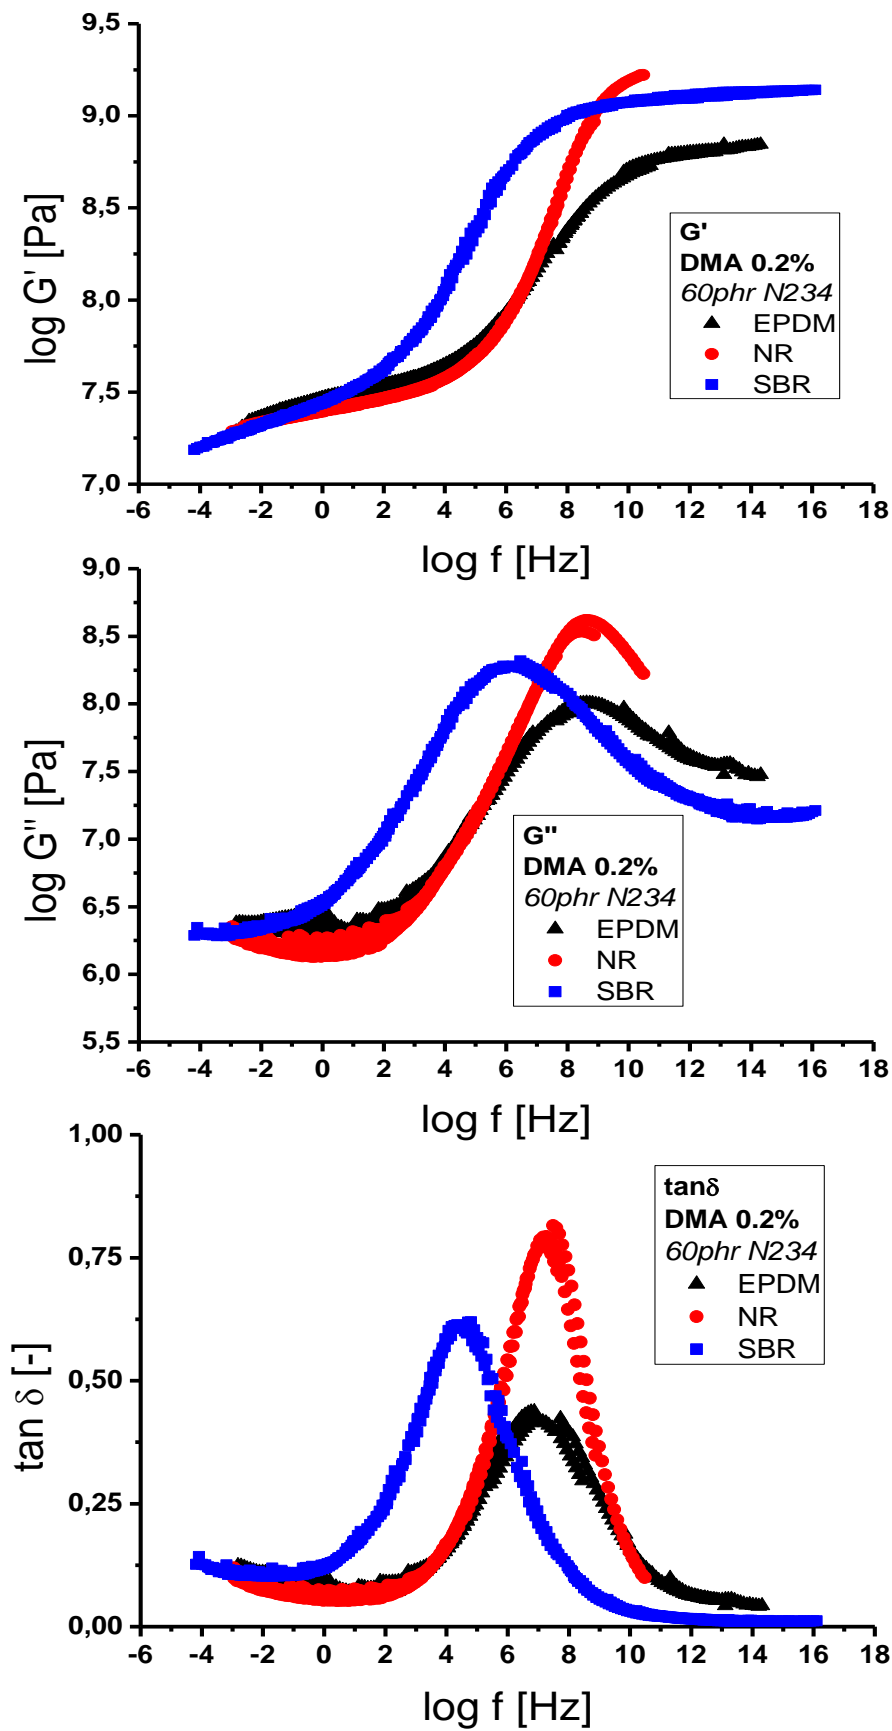 9,5
9,0
8,5
8,0
7,5
7,0
log G' [Pa]
G'
DMA 0.2%
60phr N234
EPDM
NR
SBR
-6 -4 -2 0 2 4 6 8 10 12 14 16 18
log f [Hz]
9,0
8,5
8,0
7,5
7,0
6,5
6,0
5,5
log G" [Pa]
G"
DMA 0.2%
60phr N234
EPDM
NR
SBR
-6 -4 -2 0 2 4 6 8 10 12 14 16 18
log f [Hz]
1,00
0,75
0,50
0,25
0,00
tan δ [-]
tanδ
DMA 0.2%
60phr N234
EPDM
NR
SBR
-6 -4 -2 0 2 4 6 8 10 12 14 16 18
log f [Hz]